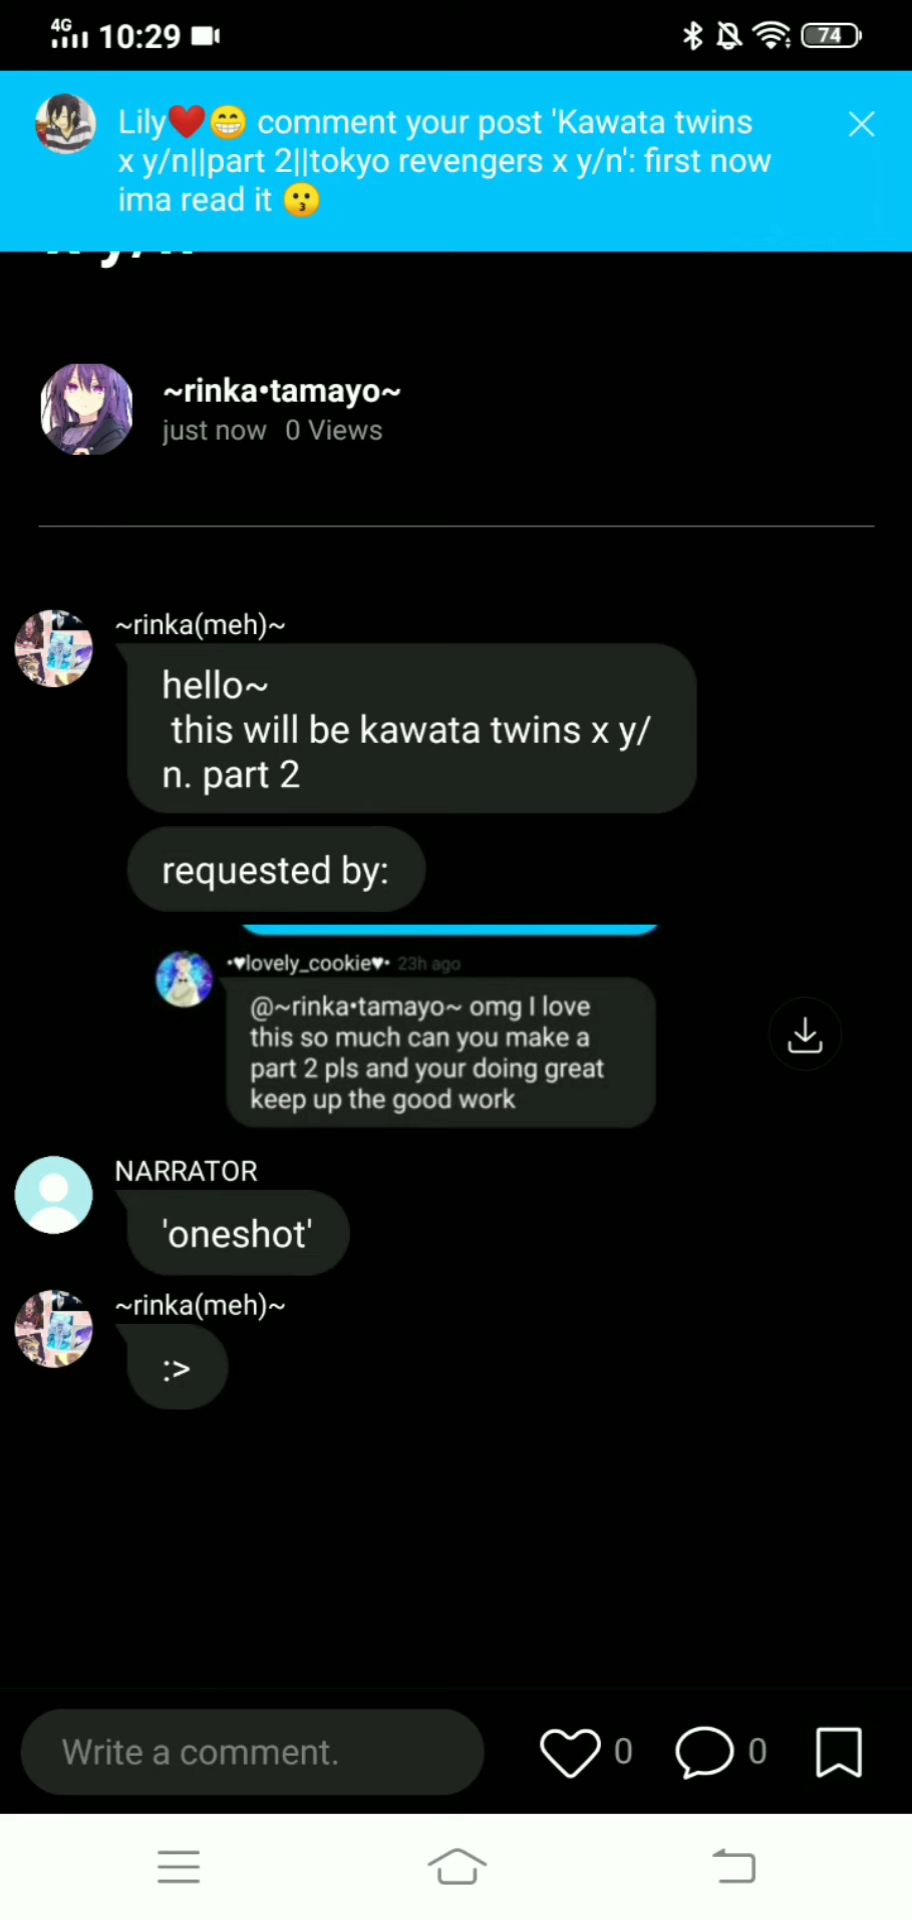 4G 10:29 74
Lily❤️😁 comment your post 'Kawata twins
x y/n||part 2||tokyo revengers x y/n': first now
ima read it 😗
x y/n
~rinka•tamayo~
just now 0 Views
~rinka(meh)~
hello~
this will be kawata twins x y/
n. part 2
requested by:
•♥lovely_cookie♥• 23h ago
@~rinka•tamayo~ omg I love
this so much can you make a
part 2 pls and your doing great
keep up the good work
NARRATOR
'oneshot'
~rinka(meh)~
:>
Write a comment. 0 0